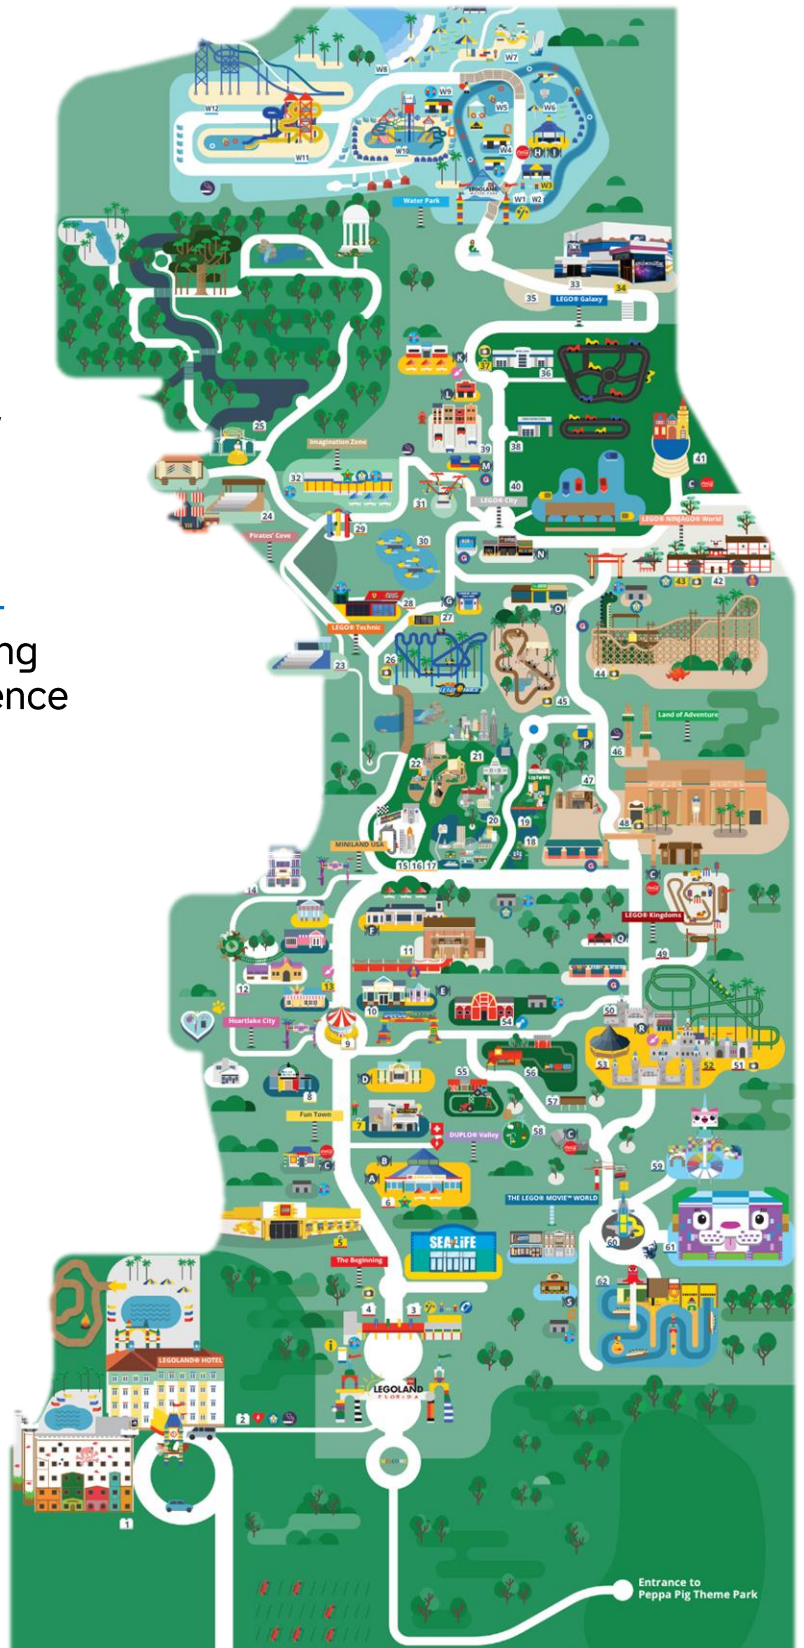 W8
W7
W12
W9
W5
W6
W10
W4
H
I
W11
W3
LEGOLAND
Water Park
W1
W2
33
34
35
LEGO® Galaxy
K
37
36
L
25
Imagination Zone
39
38
M
41
32
G
40
C
31
LEGO® City
24
29
LEGO® NINJAGO® World
Pirates' Cove
30
N
G
43
42
28
G
O
27
LEGO® Technic
G
ng
23
26
44
ence
45
Land of Adventure
P
46
22
21
47
20
19
48
MINILAND USA
18
15
16
17
G
14
C
F
LEGO® Kingdoms
11
Q
49
12
13
E
G
10
50
Heartlake City
54
R
9
53
52
51
D
55
56
8
57
Fun Town
7
58
DUPLO® Valley
C
C
B
59
A
6
THE LEGO® MOVIE™ WORLD
5
SEA LiFE
60
61
The Beginning
62
4
3
S
i
LEGOLAND® HOTEL
LEGOLAND
FLORIDA
2
WELCOME
1
Entrance to
Peppa Pig Theme Park